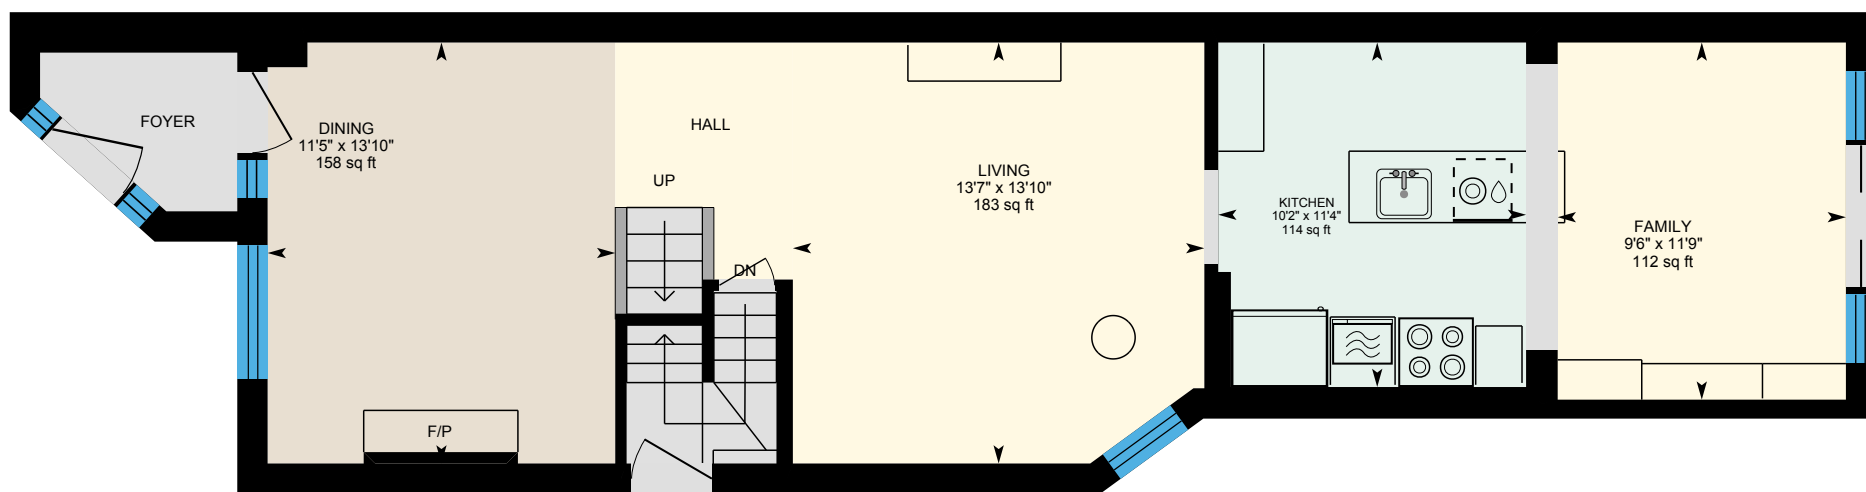 FOYER
DINING
11'5" x 13'10"
158 sq ft
HALL
UP
DN
F/P
LIVING
13'7" x 13'10"
183 sq ft
KITCHEN
10'2" x 11'4"
114 sq ft
FAMILY
9'6" x 11'9"
112 sq ft